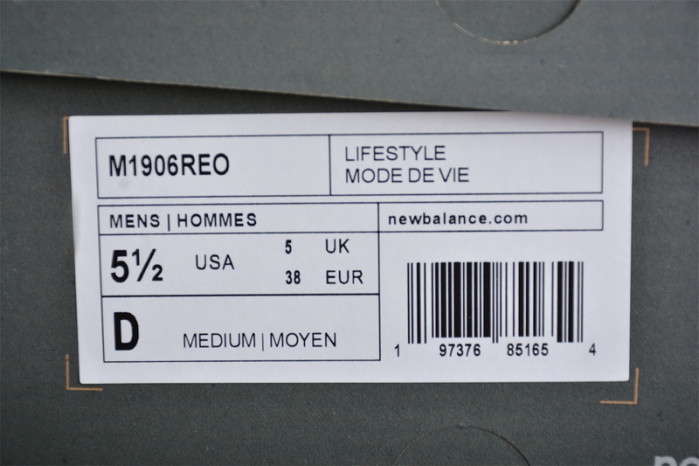 M1906REO
LIFESTYLE
MODE DE VIE
MENS | HOMMES
newbalance.com
5½ USA 5 UK
38 EUR
D MEDIUM | MOYEN
1 97376 85165 4